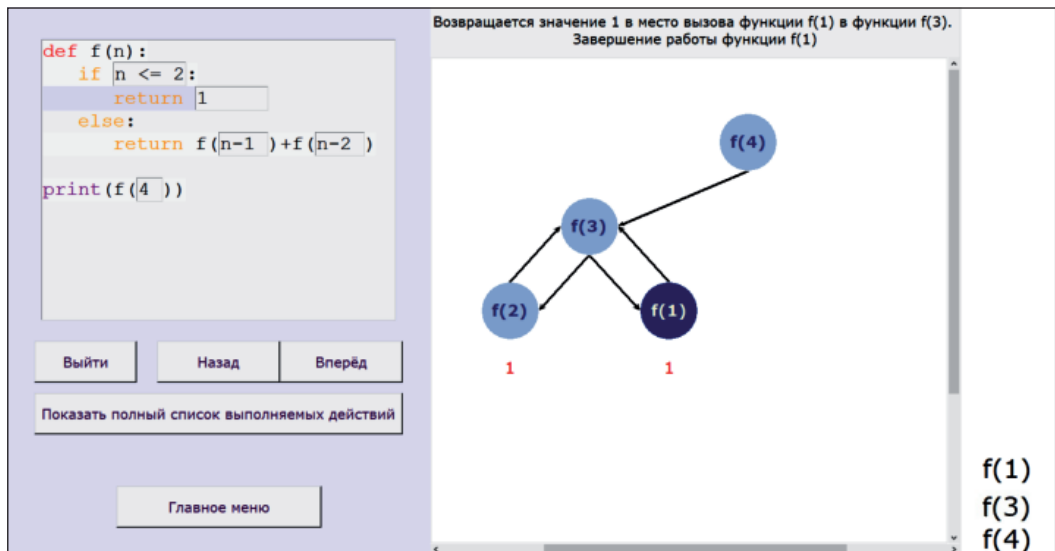 Возвращается значение 1 в место вызова функции f(1) в функции f(3).
Завершение работы функции f(1)
def f(n):
if n <= 2:
return 1
else:
return f(n-1 )+f(n-2 )
print(f(4 ))
f(4)
f(3)
f(2)
f(1)
1
1
Выйти
Назад
Вперёд
Показать полный список выполняемых действий
Главное меню
f(1)
f(3)
f(4)